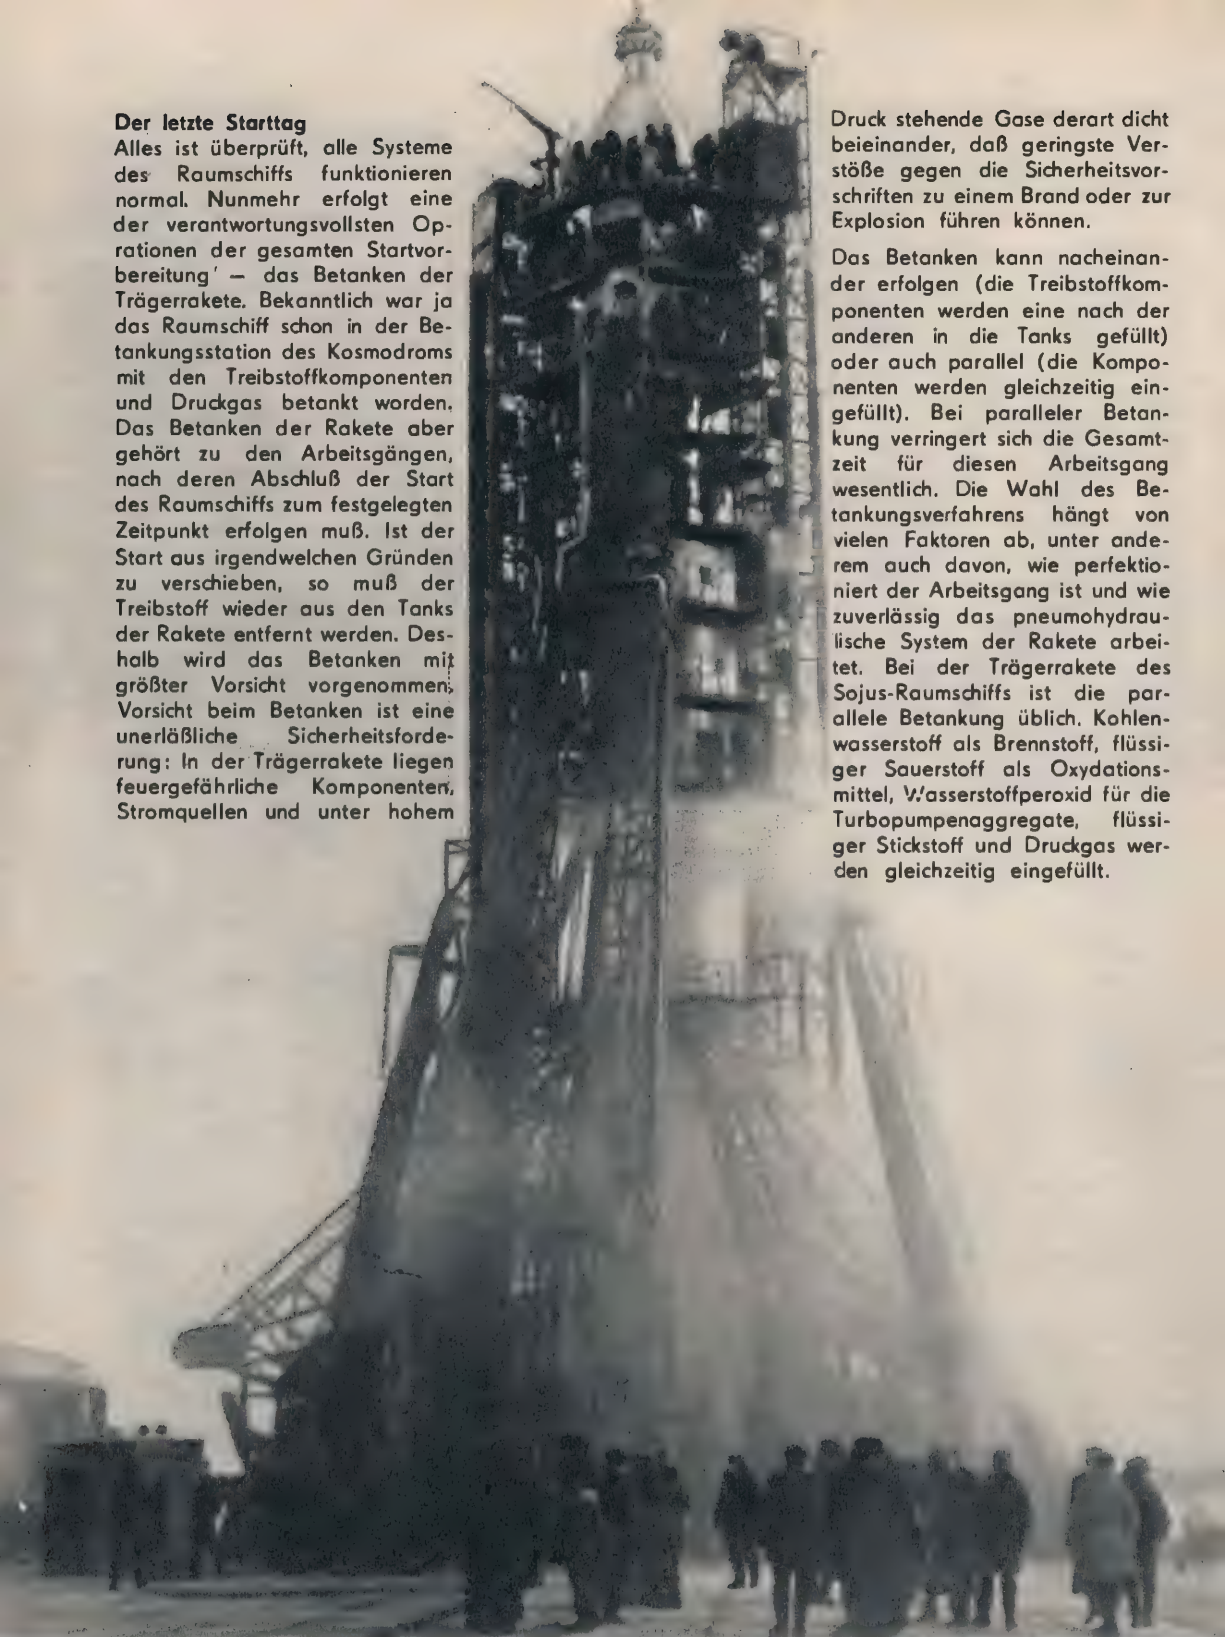 Der letzte Starttag
Alles ist überprüft, alle Systeme
des Raumschiffs funktionieren
normal. Nunmehr erfolgt eine
der verantwortungsvollsten Op-
rationen der gesamten Startvor-
bereitung' — das Betanken der
Trägerrakete. Bekanntlich war ja
das Raumschiff schon in der Be-
tankungsstation des Kosmodroms
mit den Treibstoffkomponenten
und Druckgas betankt worden.
Das Betanken der Rakete aber
gehört zu den Arbeitsgängen,
nach deren Abschluß der Start
des Raumschiffs zum festgelegten
Zeitpunkt erfolgen muß. Ist der
Start aus irgendwelchen Gründen
zu verschieben, so muß der
Treibstoff wieder aus den Tanks
der Rakete entfernt werden. Des-
halb wird das Betanken mit
größter Vorsicht vorgenommen;
Vorsicht beim Betanken ist eine
unerläßliche Sicherheitsforde-
rung: In der Trägerrakete liegen
feuergefährliche Komponenten,
Stromquellen und unter hohem
Druck stehende Gase derart dicht
beieinander, daß geringste Ver-
stöße gegen die Sicherheitsvor-
schriften zu einem Brand oder zur
Explosion führen können.
Das Betanken kann nacheinan-
der erfolgen (die Treibstoffkom-
ponenten werden eine nach der
anderen in die Tanks gefüllt)
oder auch parallel (die Kompo-
nenten werden gleichzeitig ein-
gefüllt). Bei paralleler Betan-
kung verringert sich die Gesamt-
zeit für diesen Arbeitsgang
wesentlich. Die Wahl des Be-
tankungsverfahrens hängt von
vielen Faktoren ab, unter ande-
rem auch davon, wie perfektio-
niert der Arbeitsgang ist und wie
zuverlässig das pneumohydrau-
lische System der Rakete arbei-
tet. Bei der Trägerrakete des
Sojus-Raumschiffs ist die par-
allele Betankung üblich. Kohlen-
wasserstoff als Brennstoff, flüssi-
ger Sauerstoff als Oxydations-
mittel, Wasserstoffperoxid für die
Turbopumpenaggregate, flüssi-
ger Stickstoff und Druckgas wer-
den gleichzeitig eingefüllt.